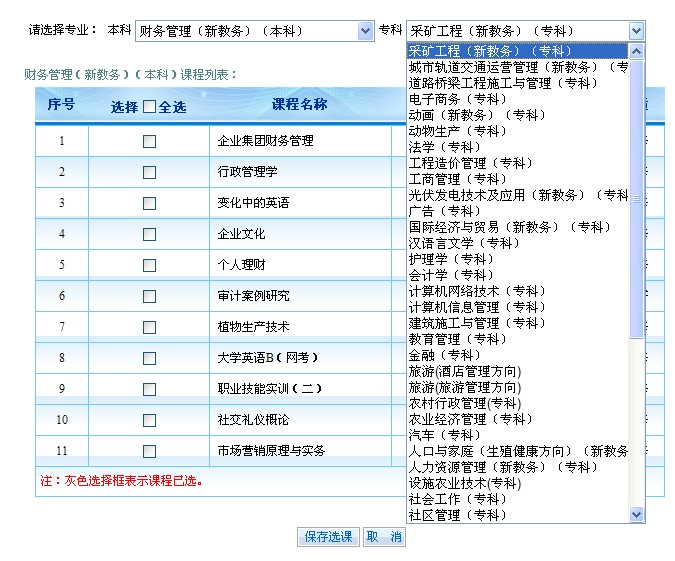 请选择专业： 本科 财务管理（新教务）（本科） 专科 采矿工程（新教务）（专科）
财务管理（新教务）（本科）课程列表：
序号 选择 全选 课程名称
1 企业集团财务管理
2 行政管理学
3 变化中的英语
4 企业文化
5 个人理财
6 审计案例研究
7 植物生产技术
8 大学英语B（网考）
9 职业技能实训（二）
10 社交礼仪概论
11 市场营销原理与实务
注：灰色选择框表示课程已选。
采矿工程（新教务）（专科）
城市轨道交通运营管理（新教务）（专
道路桥梁工程施工与管理（专科）
电子商务（专科）
动画（新教务）（专科）
动物生产（专科）
法学（专科）
工程造价管理（专科）
工商管理（专科）
光伏发电技术及应用（新教务）（专科
广告（专科）
国际经济与贸易（新教务）（专科）
汉语言文学（专科）
护理学（专科）
会计学（专科）
计算机网络技术（专科）
计算机信息管理（专科）
建筑施工与管理（专科）
教育管理（专科）
金融（专科）
旅游(酒店管理方向)
旅游(旅游管理方向)
农村行政管理(专科)
农业经济管理（专科）
汽车（专科）
人口与家庭（生殖健康方向）（新教务
人力资源管理（新教务）（专科）
设施农业技术(专科)
社会工作（专科）
社区管理（专科）
保存选课 取 消